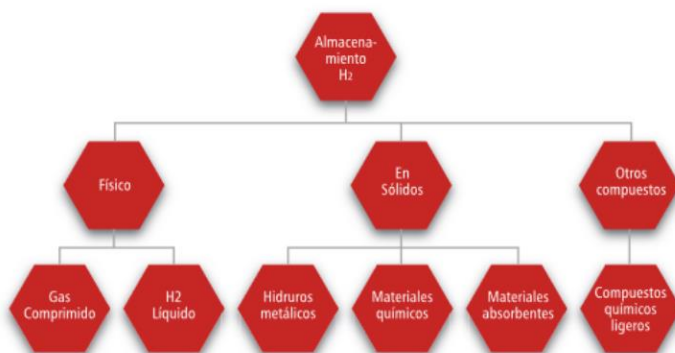 Almacena-
miento
H2
Físico
En
Sólidos
Otros
compuestos
Gas
Comprimido
H2
Líquido
Hidruros
metálicos
Materiales
químicos
Materiales
absorbentes
Compuestos
químicos
ligeros